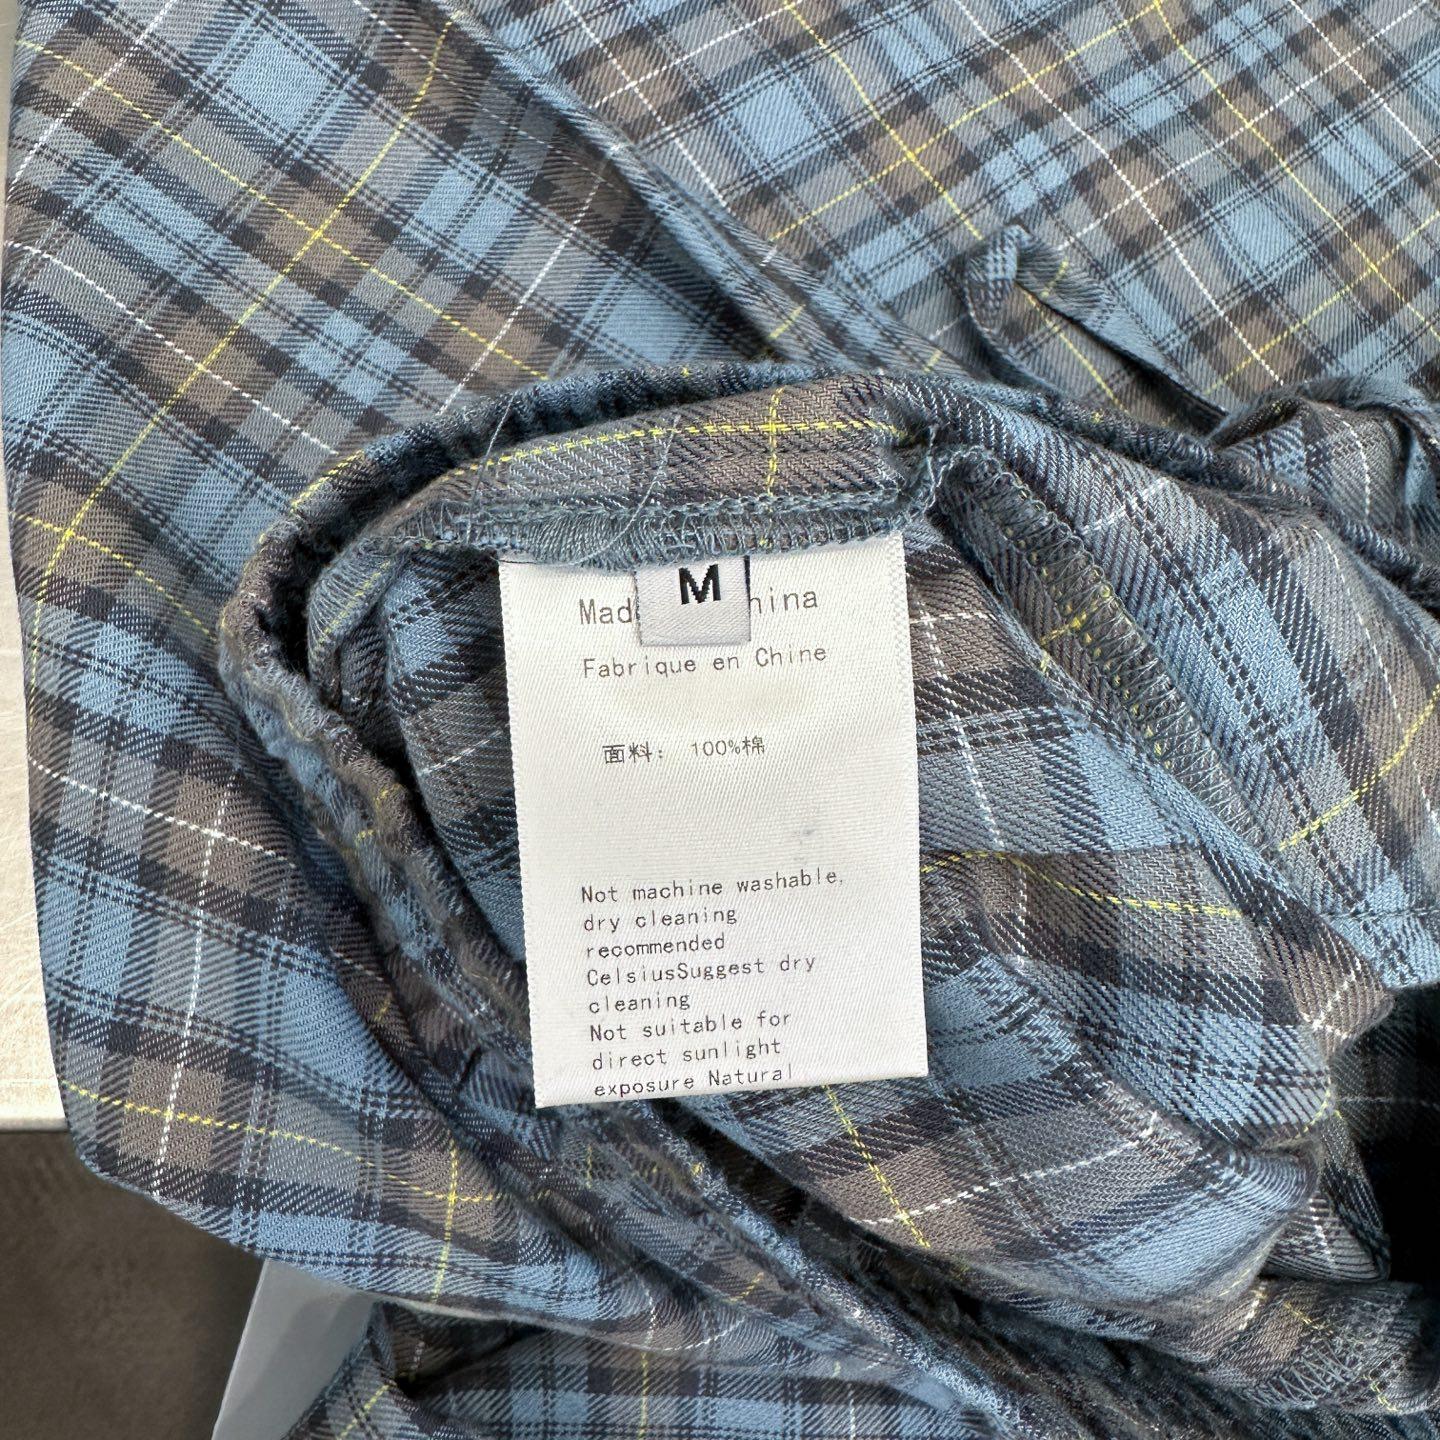 M
Mad hina
Fabrique en Chine
面料： 100%棉
Not machine washable,
dry cleaning
recommended
CelsiusSuggest dry
cleaning
Not suitable for
direct sunlight
exposure Natural